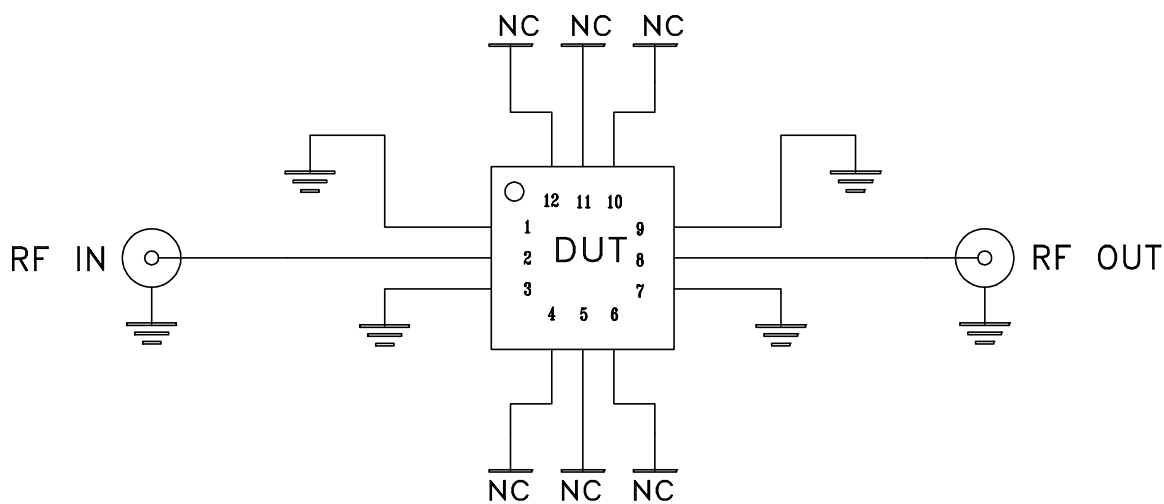 NC NC NC
12 11 10
1 9
DUT
RF IN 2 8 RF OUT
3 7
4 5 6
NC NC NC